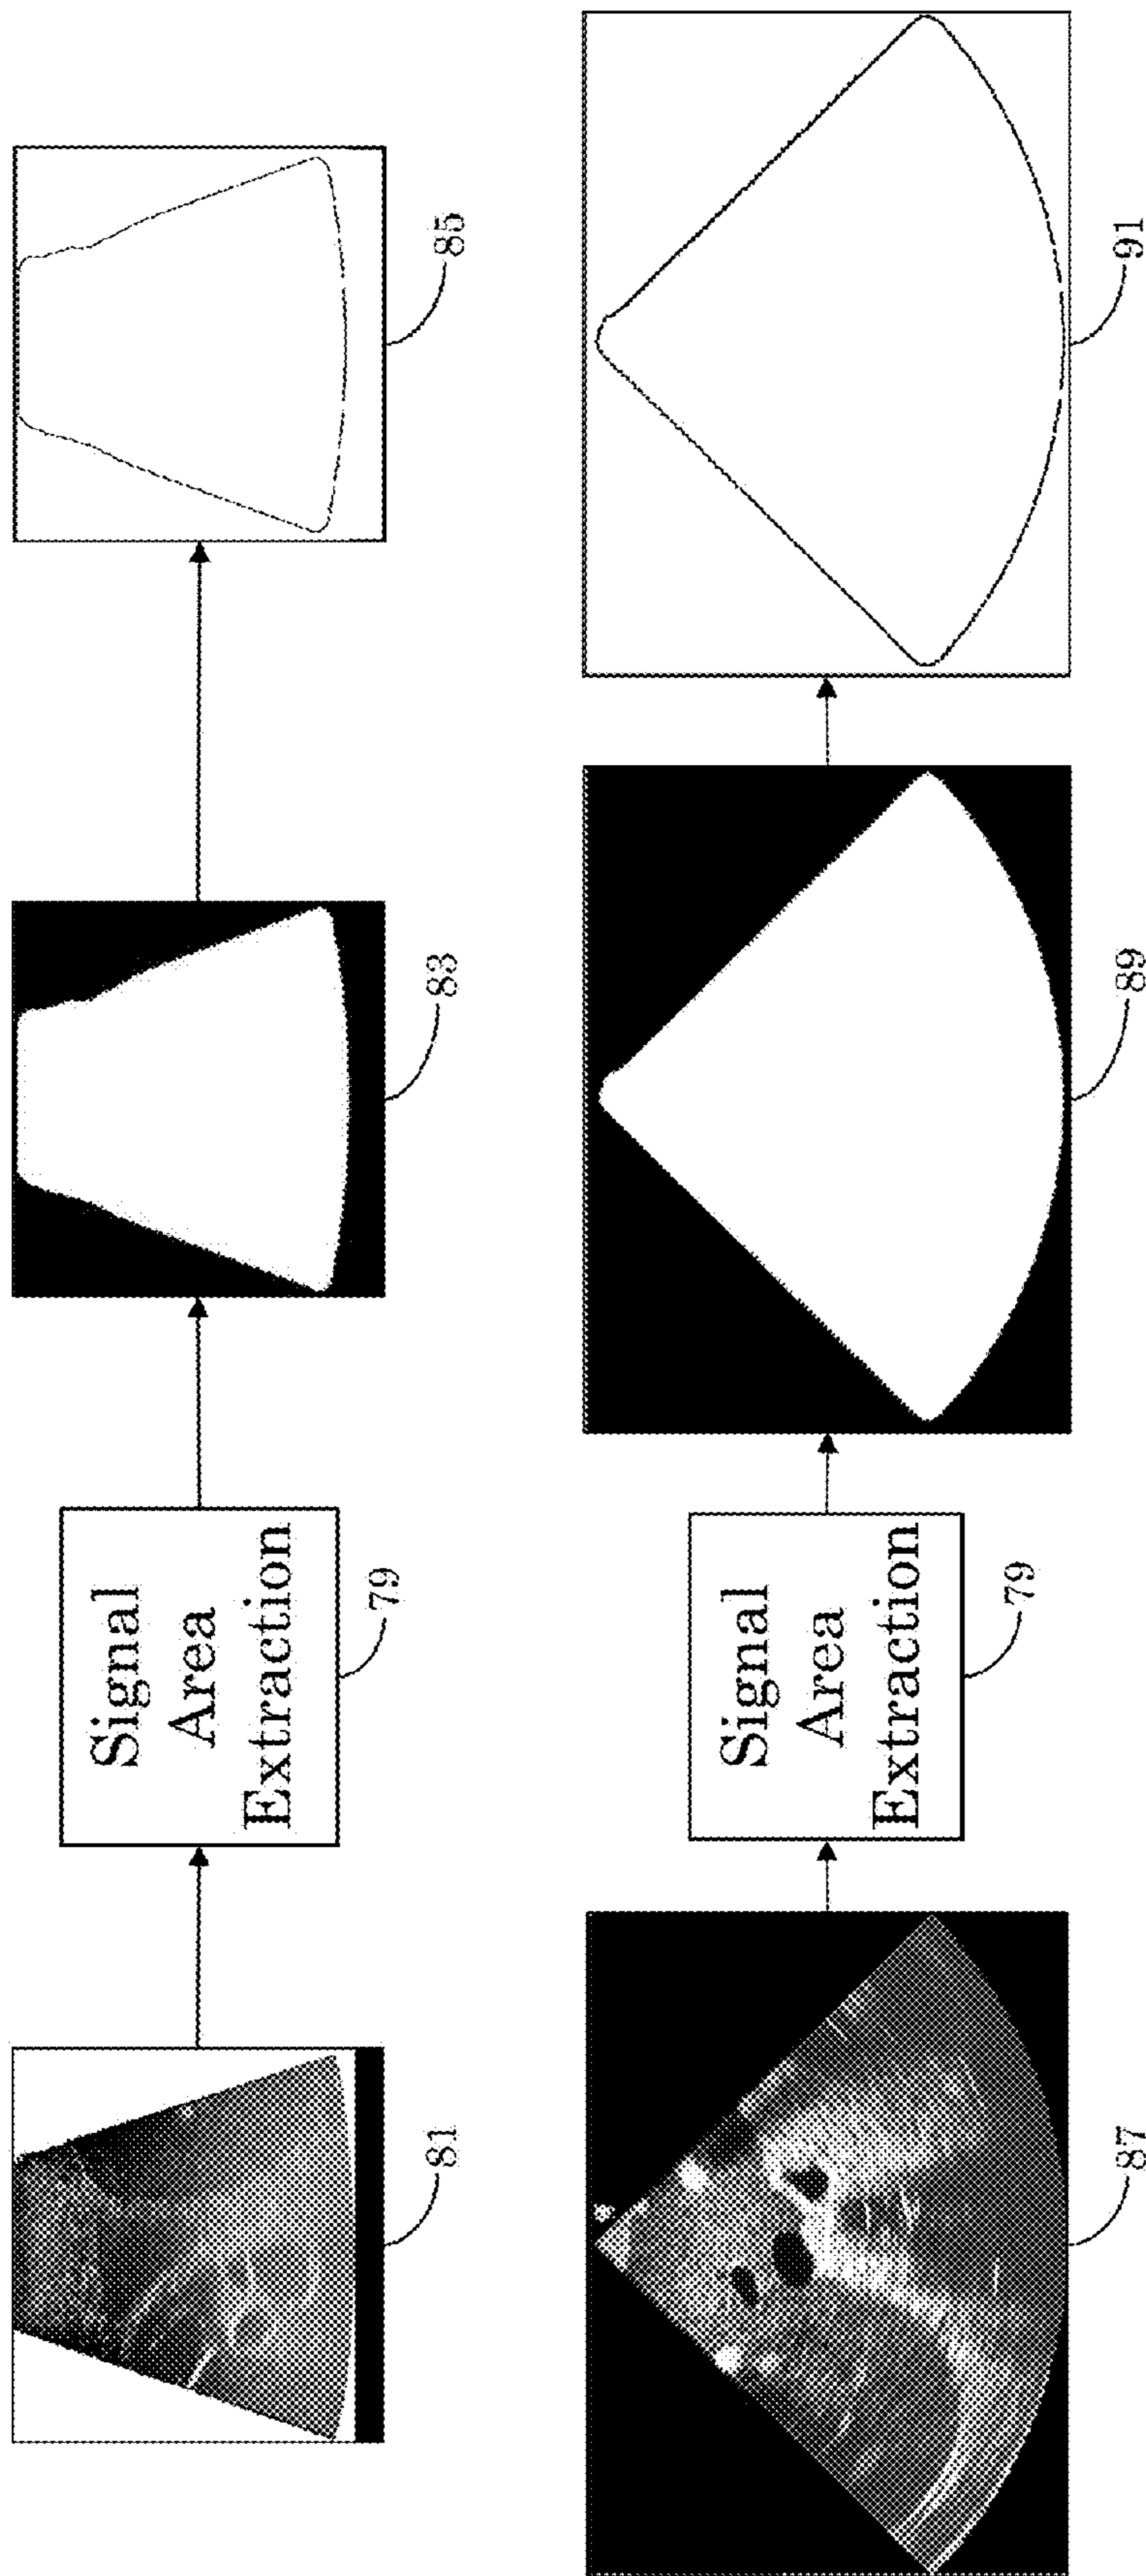 81
Signal
Area
Extraction
79
83
85
87
Signal
Area
Extraction
79
89
91